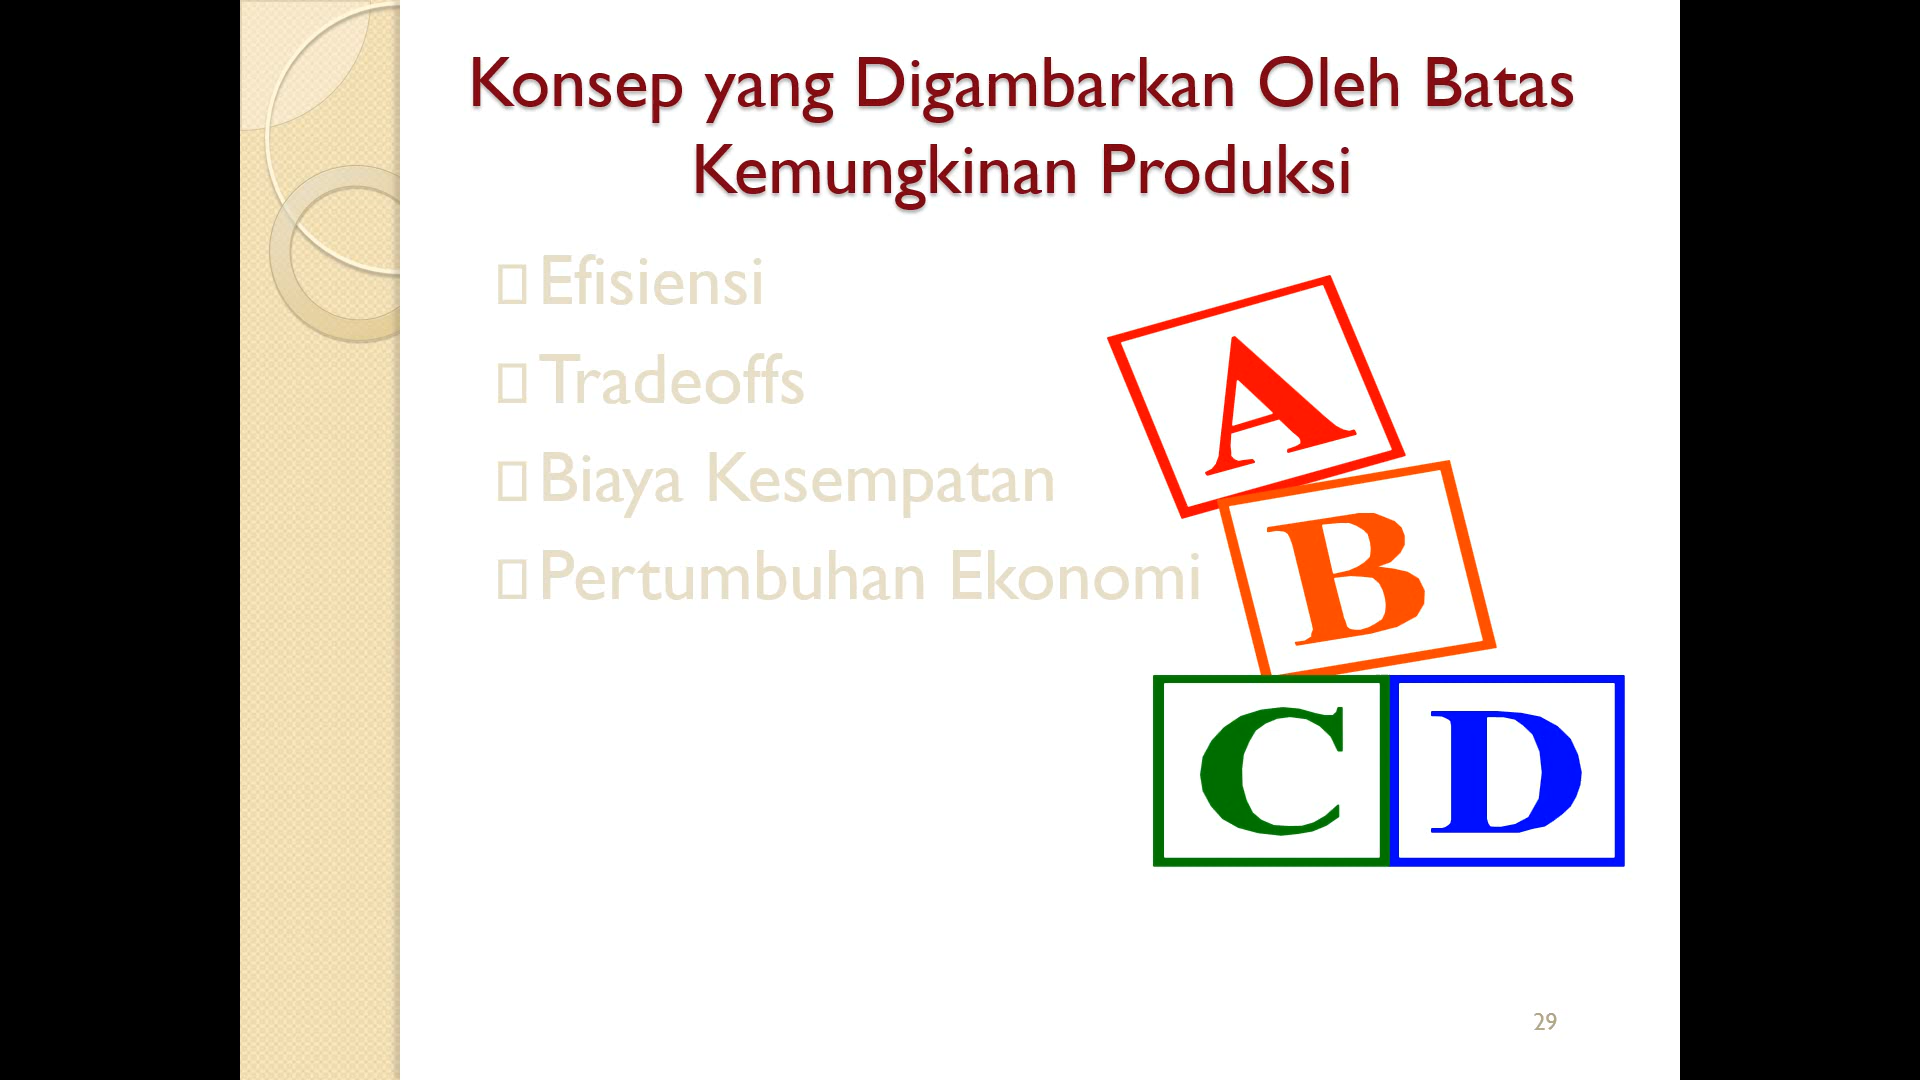 Konsep yang Digambarkan Oleh Batas
Kemungkinan Produksi
Efisiensi
Tradeoffs
Biaya Kesempatan
Pertumbuhan Ekonomi
A
B
C D
29